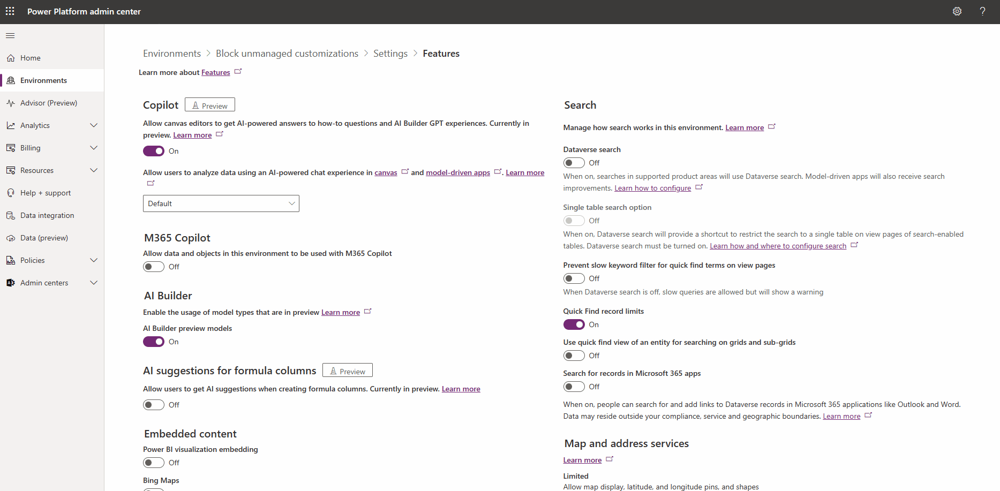 Power Platform admin center
?
Home
Environments
Advisor (Preview)
Analytics
Billing
Resources
Help + support
Data integration
Data (preview)
Policies
Admin centers
Environments > Block unmanaged customizations > Settings > Features
Learn more about Features
Copilot Preview
Allow canvas editors to get AI-powered answers to how-to questions and AI Builder GPT experiences. Currently in
preview. Learn more
On
Allow users to analyze data using an AI-powered chat experience in canvas and model-driven apps . Learn more
Default
M365 Copilot
Allow data and objects in this environment to be used with M365 Copilot
Off
AI Builder
Enable the usage of model types that are in preview Learn more
AI Builder preview models
On
AI suggestions for formula columns Preview
Allow users to get AI suggestions when creating formula columns. Currently in preview. Learn more
Off
Embedded content
Power BI visualization embedding
Off
Bing Maps
Search
Manage how search works in this environment. Learn more
Dataverse search
Off
When on, searches in supported product areas will use Dataverse search. Model-driven apps will also receive search
improvements. Learn how to configure
Single table search option
Off
When on, Dataverse search will provide a shortcut to restrict the search to a single table on view pages of search-enabled
tables. Dataverse search must be turned on. Learn how and where to configure search
Prevent slow keyword filter for quick find terms on view pages
Off
When Dataverse search is off, slow queries are allowed but will show a warning
Quick Find record limits
On
Use quick find view of an entity for searching on grids and sub-grids
Off
Search for records in Microsoft 365 apps
Off
When on, people can search for and add links to Dataverse records in Microsoft 365 applications like Outlook and Word.
Data may reside outside your compliance, service and geographic boundaries. Learn more
Map and address services
Learn more
Limited
Allow map display, latitude, and longitude pins, and shapes